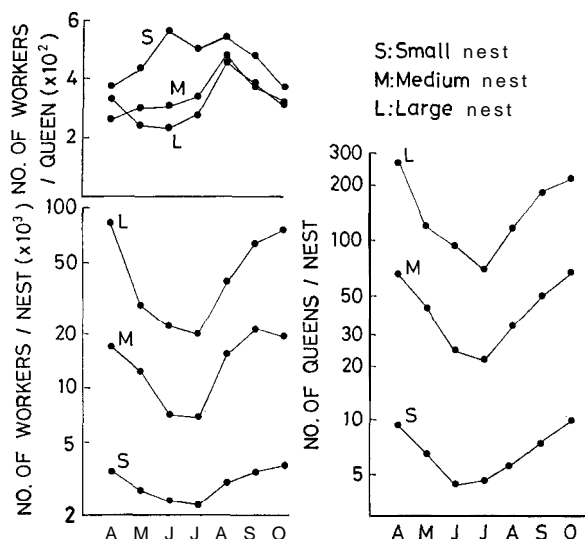 NO. OF WORKERS
/ QUEEN (x10²)
6
4
2
S
M
L
S:Small nest
M:Medium nest
L:Large nest
NO. OF WORKERS / NEST (x10³)
100
50
20
10
5
2
L
M
S
A M J J A S O
NO. OF QUEENS / NEST
300
200
100
50
30
20
10
5
L
M
S
A M J J A S O